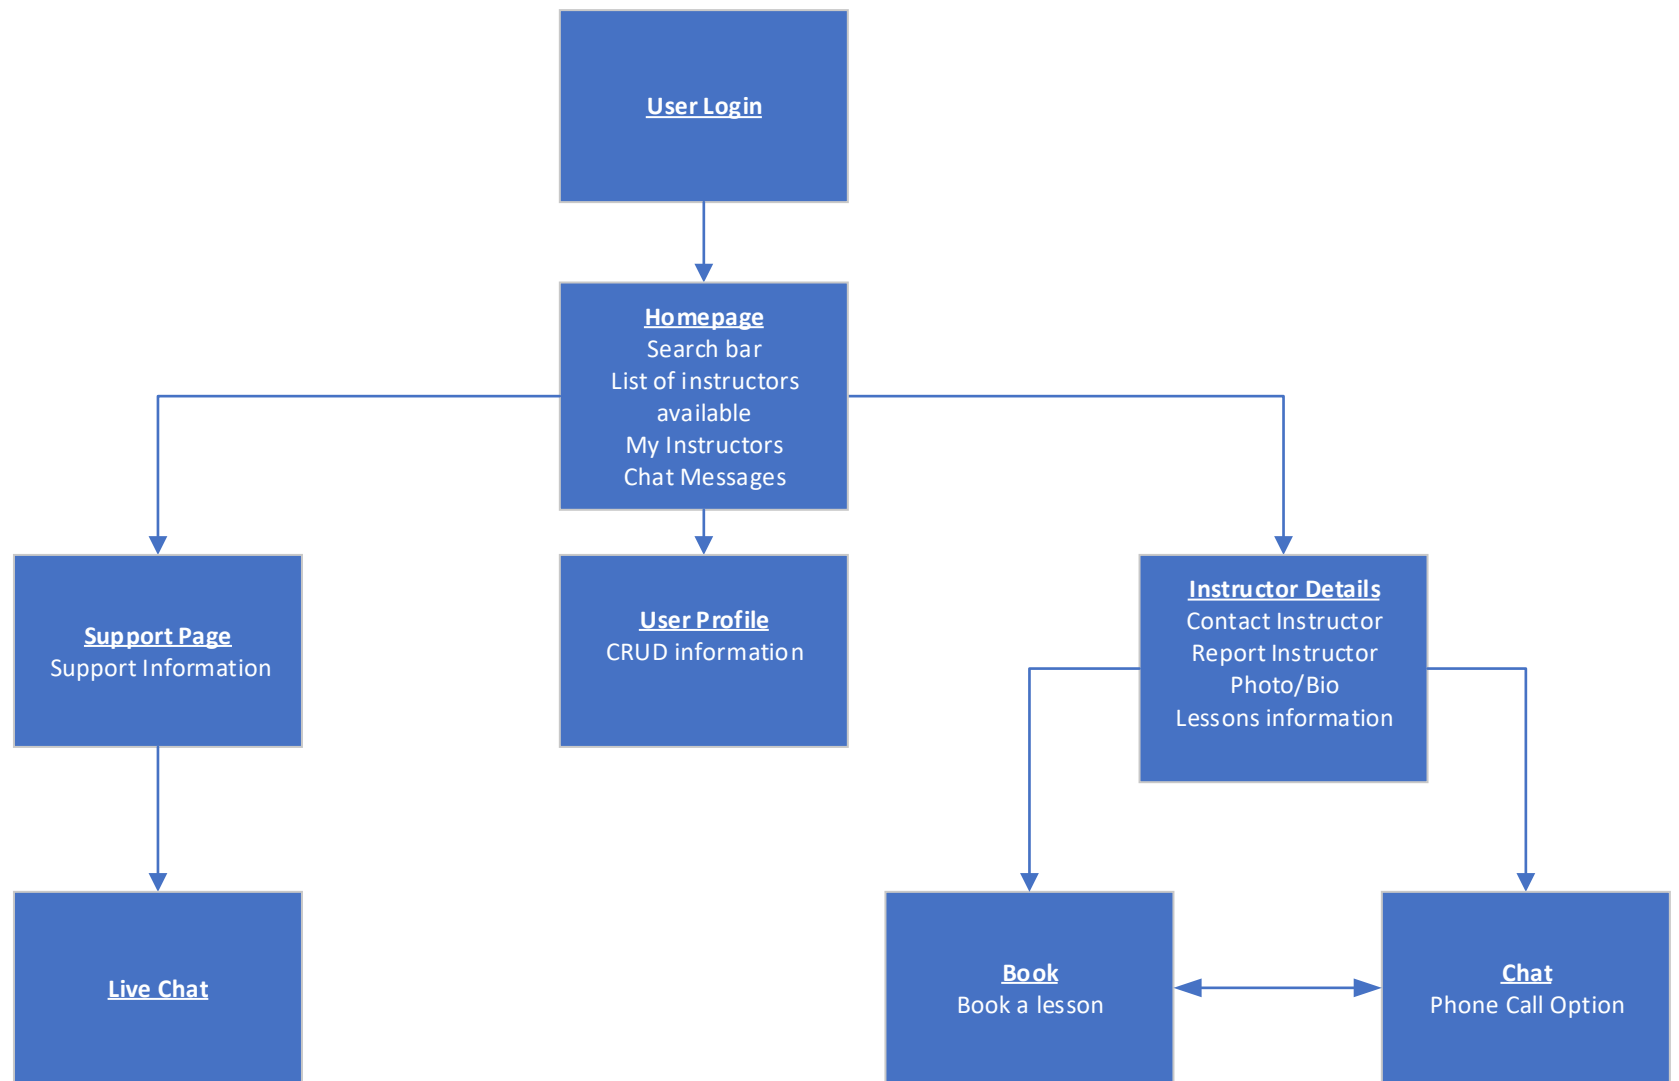 User Login
Homepage
Search bar
List of instructors
available
My Instructors
Chat Messages
Support Page
Support Information
User Profile
CRUD information
Instructor Details
Contact Instructor
Report Instructor
Photo/Bio
Lessons information
Live Chat
Book
Book a lesson
Chat
Phone Call Option